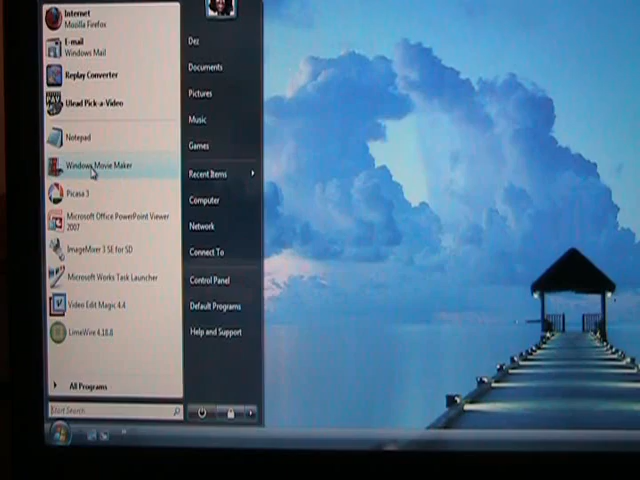 Internet
Mozilla Firefox
E-mail
Windows Mail
Replay Converter
Ulead Pick-a-Video
Notepad
Windows Movie Maker
Picasa 3
Microsoft Office PowerPoint Viewer
2007
ImageMixer 3 SE for SD
Microsoft Works Task Launcher
Video Edit Magic 4.4
LimeWire 4.18.8
All Programs
Start Search
Dez
Documents
Pictures
Music
Games
Recent Items
Computer
Network
Connect To
Control Panel
Default Programs
Help and Support